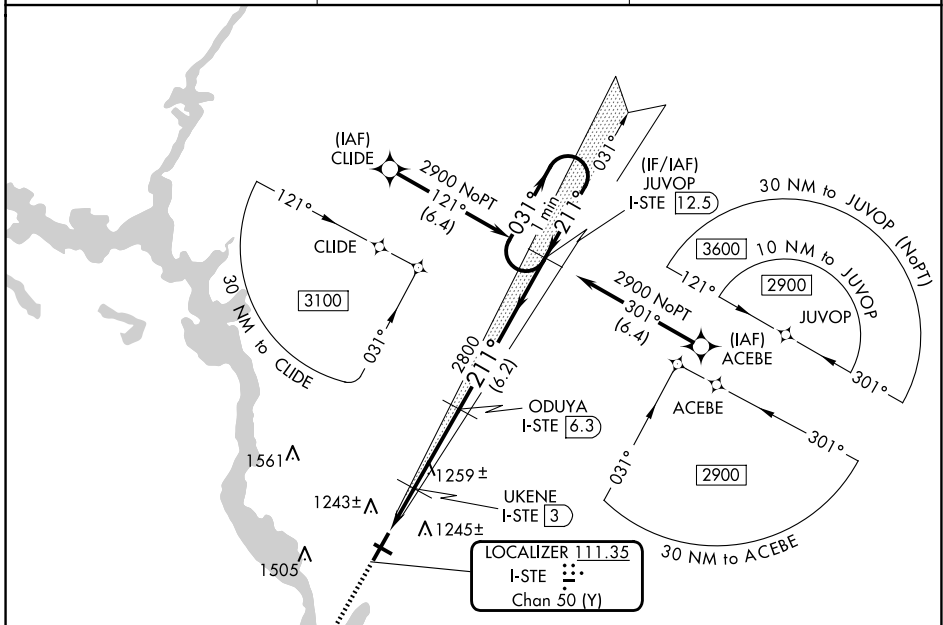 (IAF)
CLIDE
2900 NoPT
121°
(6.4)
031°
1 min
211°
031°
(IF/IAF)
JUVOP
I-STE 12.5
30 NM to JUVOP (NoPT)
3600
10 NM to JUVOP
2900
121°
JUVOP
301°
121°
CLIDE
3100
30 NM to CLIDE
031°
2900 NoPT
301°
(6.4)
(IAF)
ACEBE
2800
211°
(6.2)
ODUYA
I-STE 6.3
ACEBE
301°
031°
2900
30 NM to ACEBE
1561
1259 ±
1243±
UKENE
I-STE 3
1245±
1505
LOCALIZER 111.35
I-STE
Chan 50 (Y)